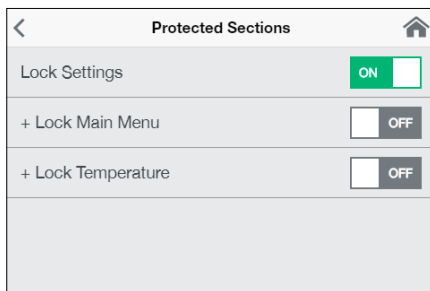 Protected Sections
Lock Settings ON
+ Lock Main Menu OFF
+ Lock Temperature OFF